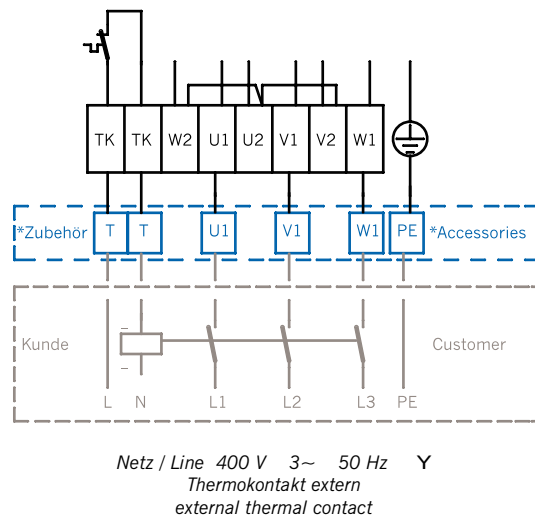 TK TK W2 U1 U2 V1 V2 W1
*Zubehör T T U1 V1 W1 PE *Accessories
Kunde Customer
L N L1 L2 L3 PE
Netz / Line 400 V 3~ 50 Hz Y
Thermokontakt extern
external thermal contact